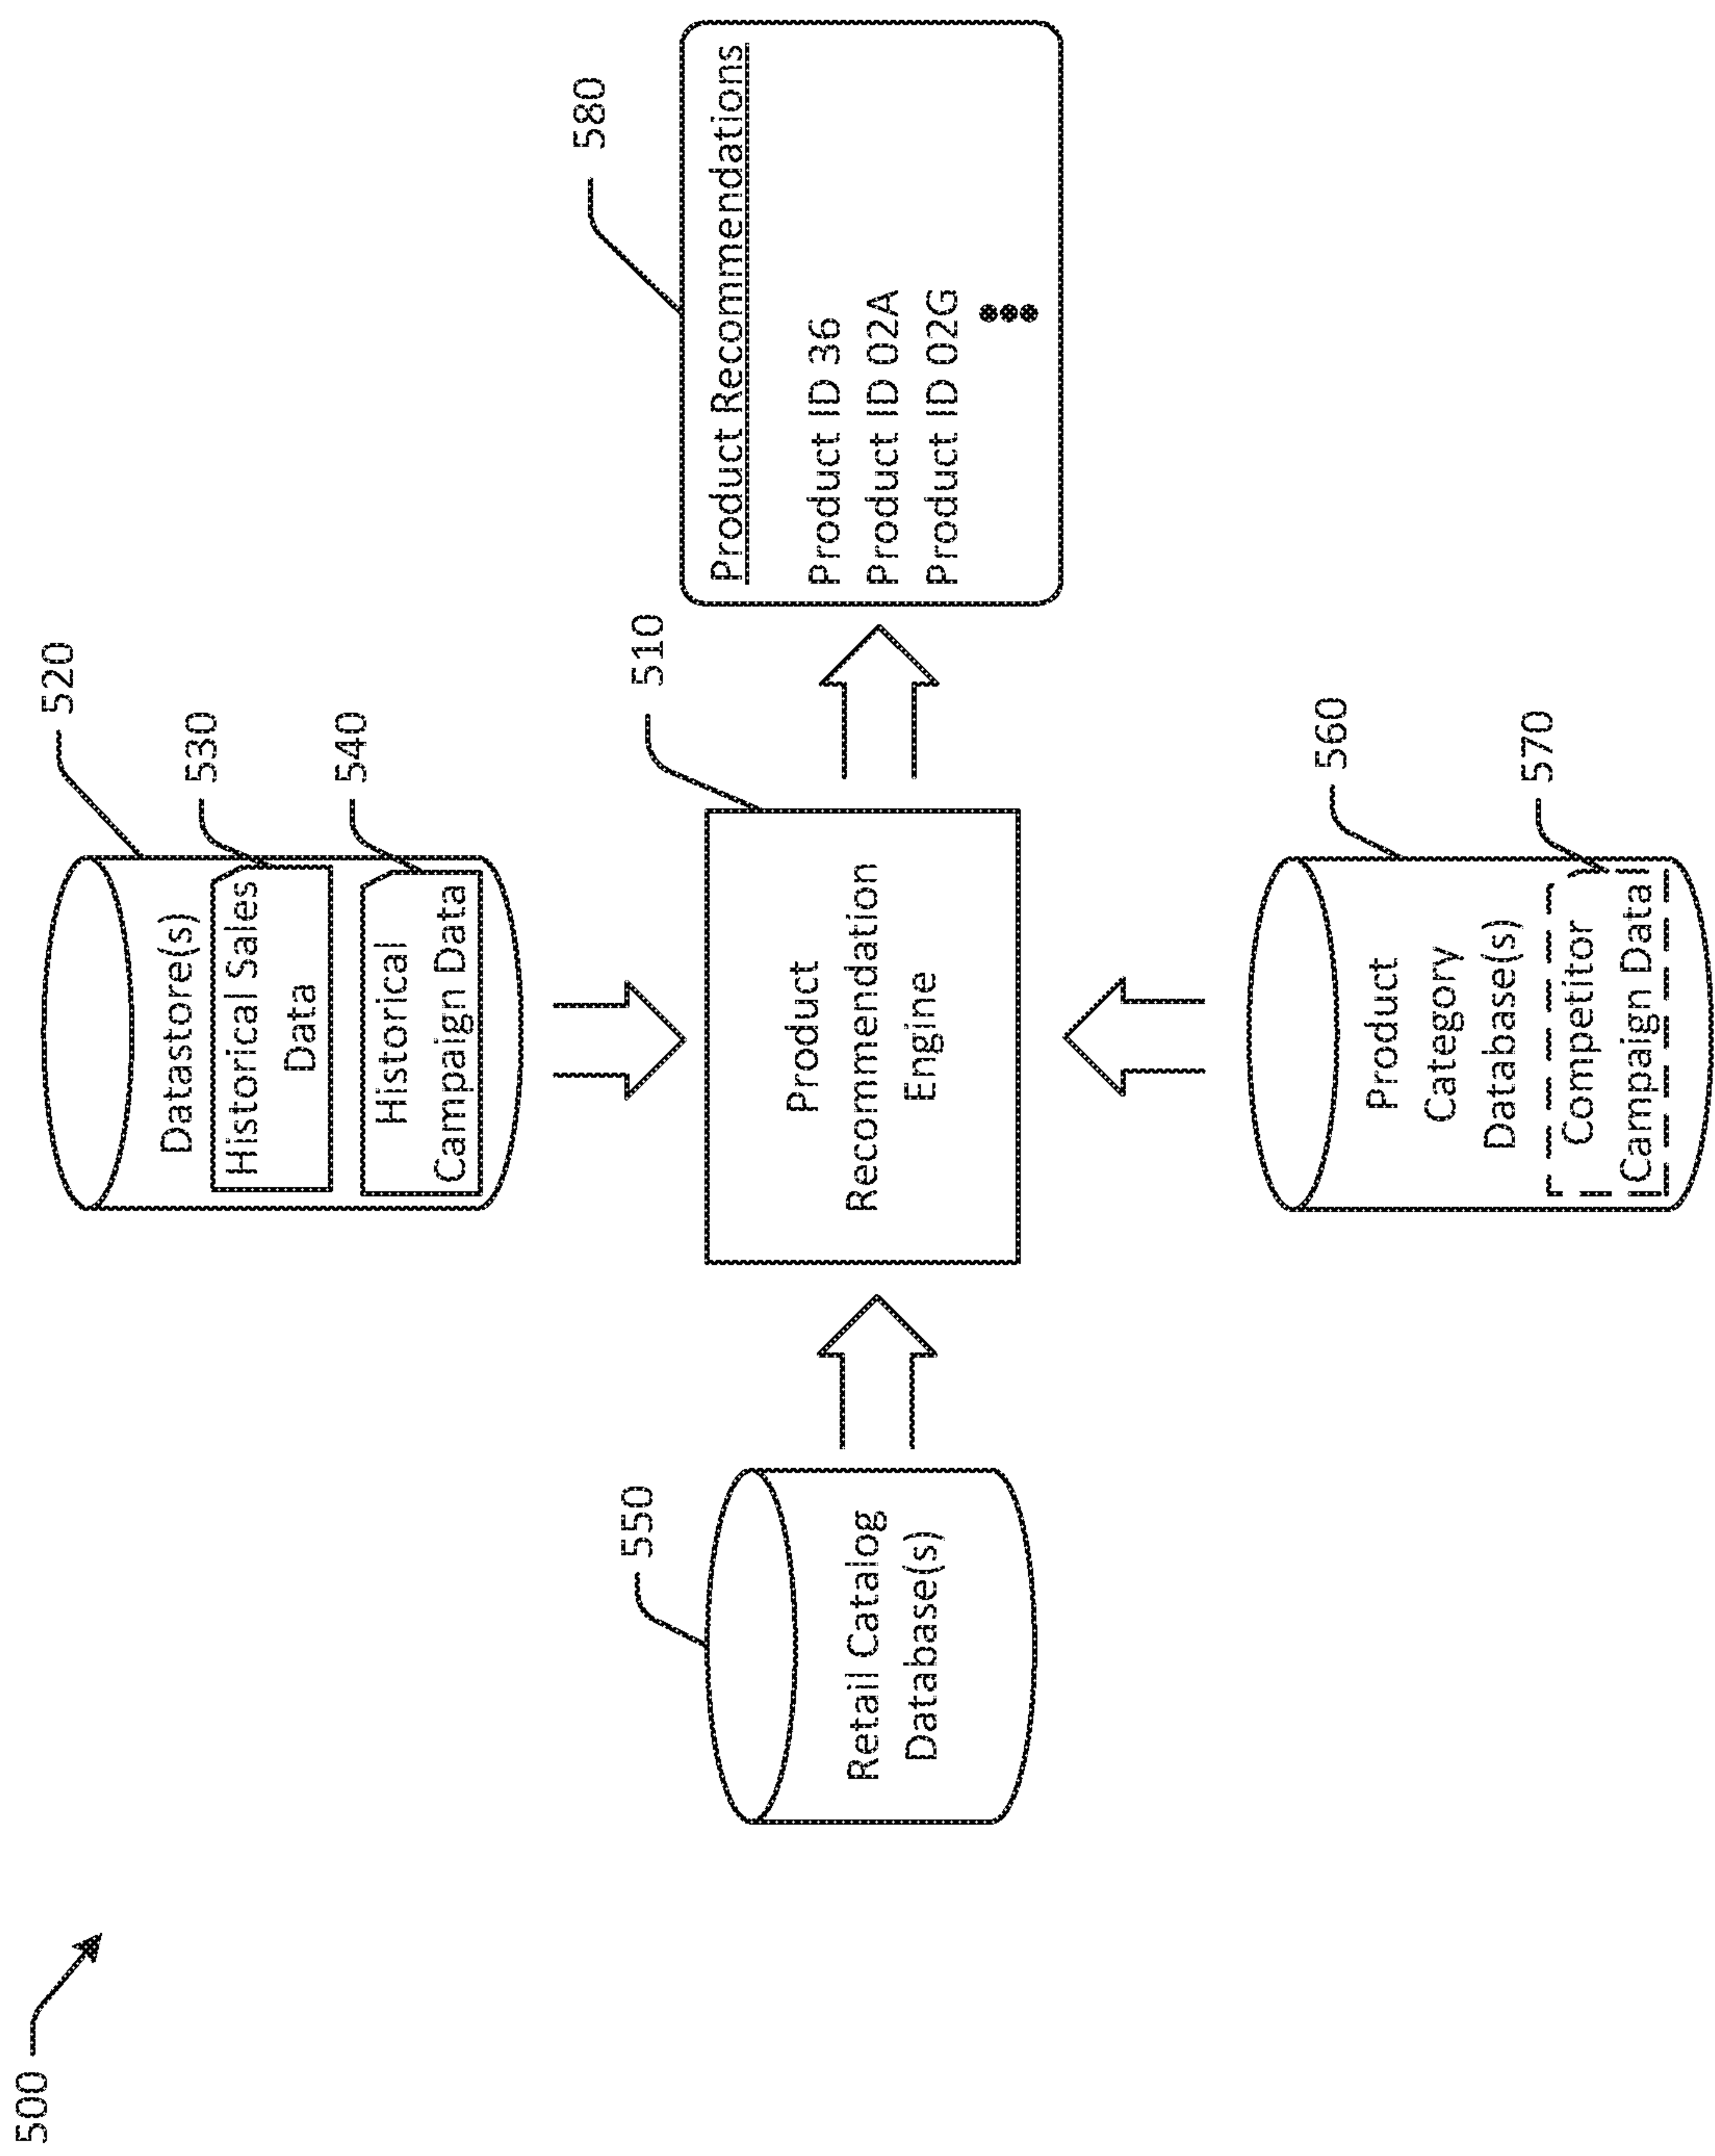 500
520
Datastore(s)
Historical Sales
Data
530
Historical
Campaign Data
540
550
Retail Catalog
Database(s)
510
Product
Recommendation
Engine
580
Product Recommendations
Product ID 36
Product ID 02A
Product ID 02G
560
Product
Category
Database(s)
Competitor
Campaign Data
570